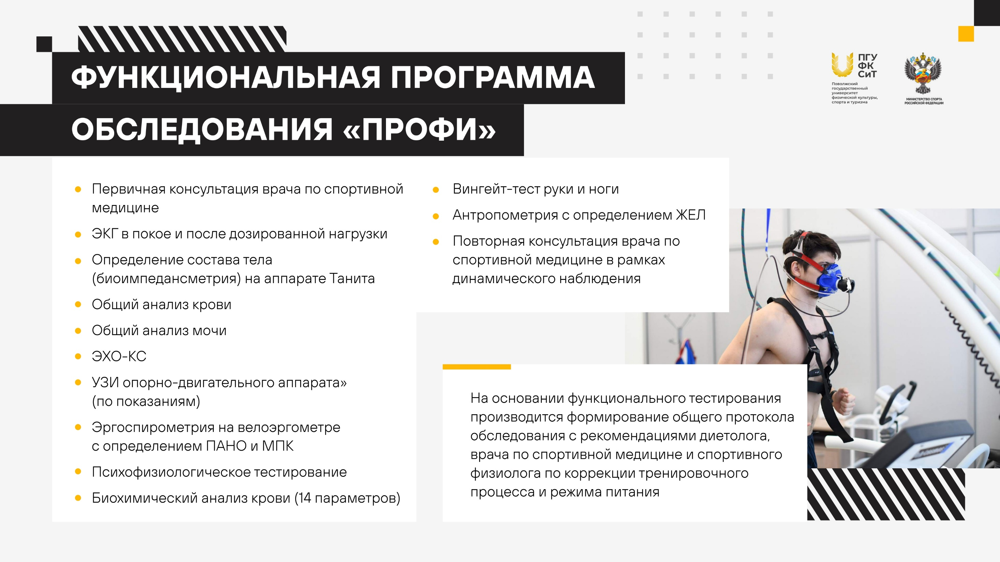 ФУНКЦИОНАЛЬНАЯ ПРОГРАММА
ОБСЛЕДОВАНИЯ «ПРОФИ»
ПГУ
ФК
СиТ
Поволжский
государственный
университет
физической культуры,
спорта и туризма
МИНИСТЕРСТВО СПОРТА
РОССИЙСКОЙ ФЕДЕРАЦИИ
Первичная консультация врача по спортивной
медицине
ЭКГ в покое и после дозированной нагрузки
Определение состава тела
(биоимпедансметрия) на аппарате Танита
Общий анализ крови
Общий анализ мочи
ЭХО-КС
УЗИ опорно-двигательного аппарата»
(по показаниям)
Эргоспирометрия на велоэргометре
с определением ПАНО и МПК
Психофизиологическое тестирование
Биохимический анализ крови (14 параметров)
Вингейт-тест руки и ноги
Антропометрия с определением ЖЕЛ
Повторная консультация врача по
спортивной медицине в рамках
динамического наблюдения
На основании функционального тестирования
производится формирование общего протокола
обследования с рекомендациями диетолога,
врача по спортивной медицине и спортивного
физиолога по коррекции тренировочного
процесса и режима питания